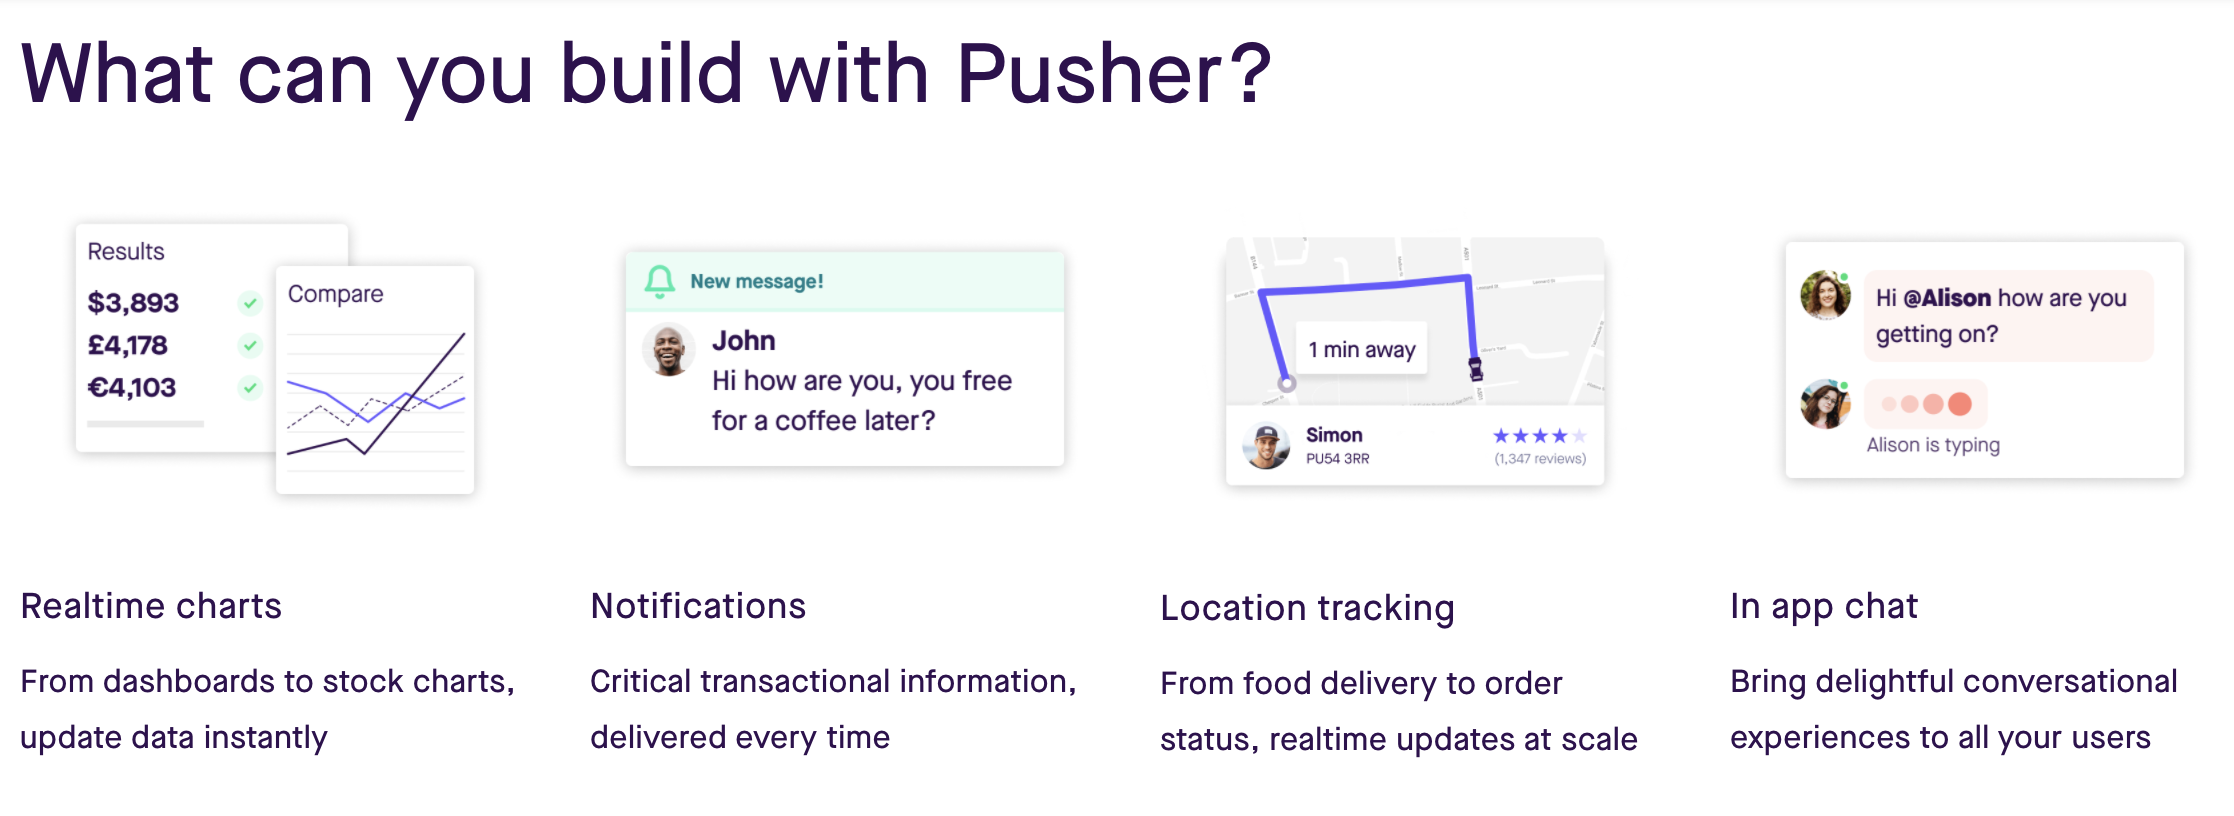 What can you build with Pusher?
Results
$3,893
£4,178
€4,103
Compare
New message!
John
Hi how are you, you free
for a coffee later?
1 min away
Simon
PU54 3RR
(1,347 reviews)
Hi @Alison how are you
getting on?
Alison is typing
Realtime charts
From dashboards to stock charts,
update data instantly
Notifications
Critical transactional information,
delivered every time
Location tracking
From food delivery to order
status, realtime updates at scale
In app chat
Bring delightful conversational
experiences to all your users